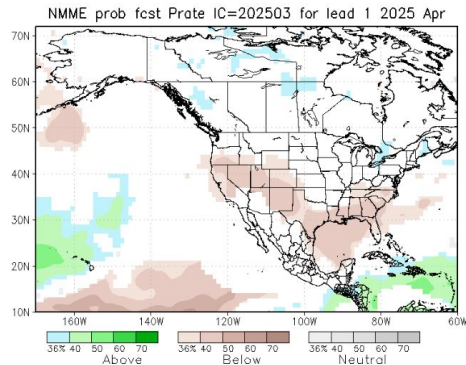 NMME prob fcst Prate IC=202503 for lead 1 2025 Apr
70N
60N
50N
40N
30N
20N
10N
160W 140W 120W 100W 80W 60W
36% 40 50 60 70 36% 40 50 60 70 36% 40 50 60 70
Above Below Neutral